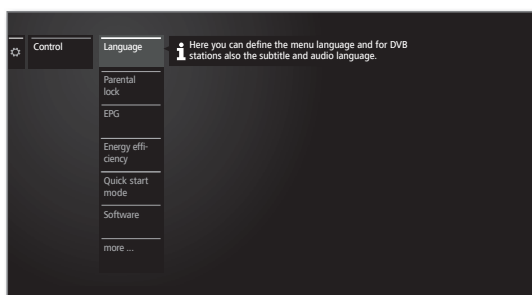 Control
Language
Here you can define the menu language and for DVB
stations also the subtitle and audio language.
Parental
lock
EPG
Energy effi-
ciency
Quick start
mode
Software
more ...